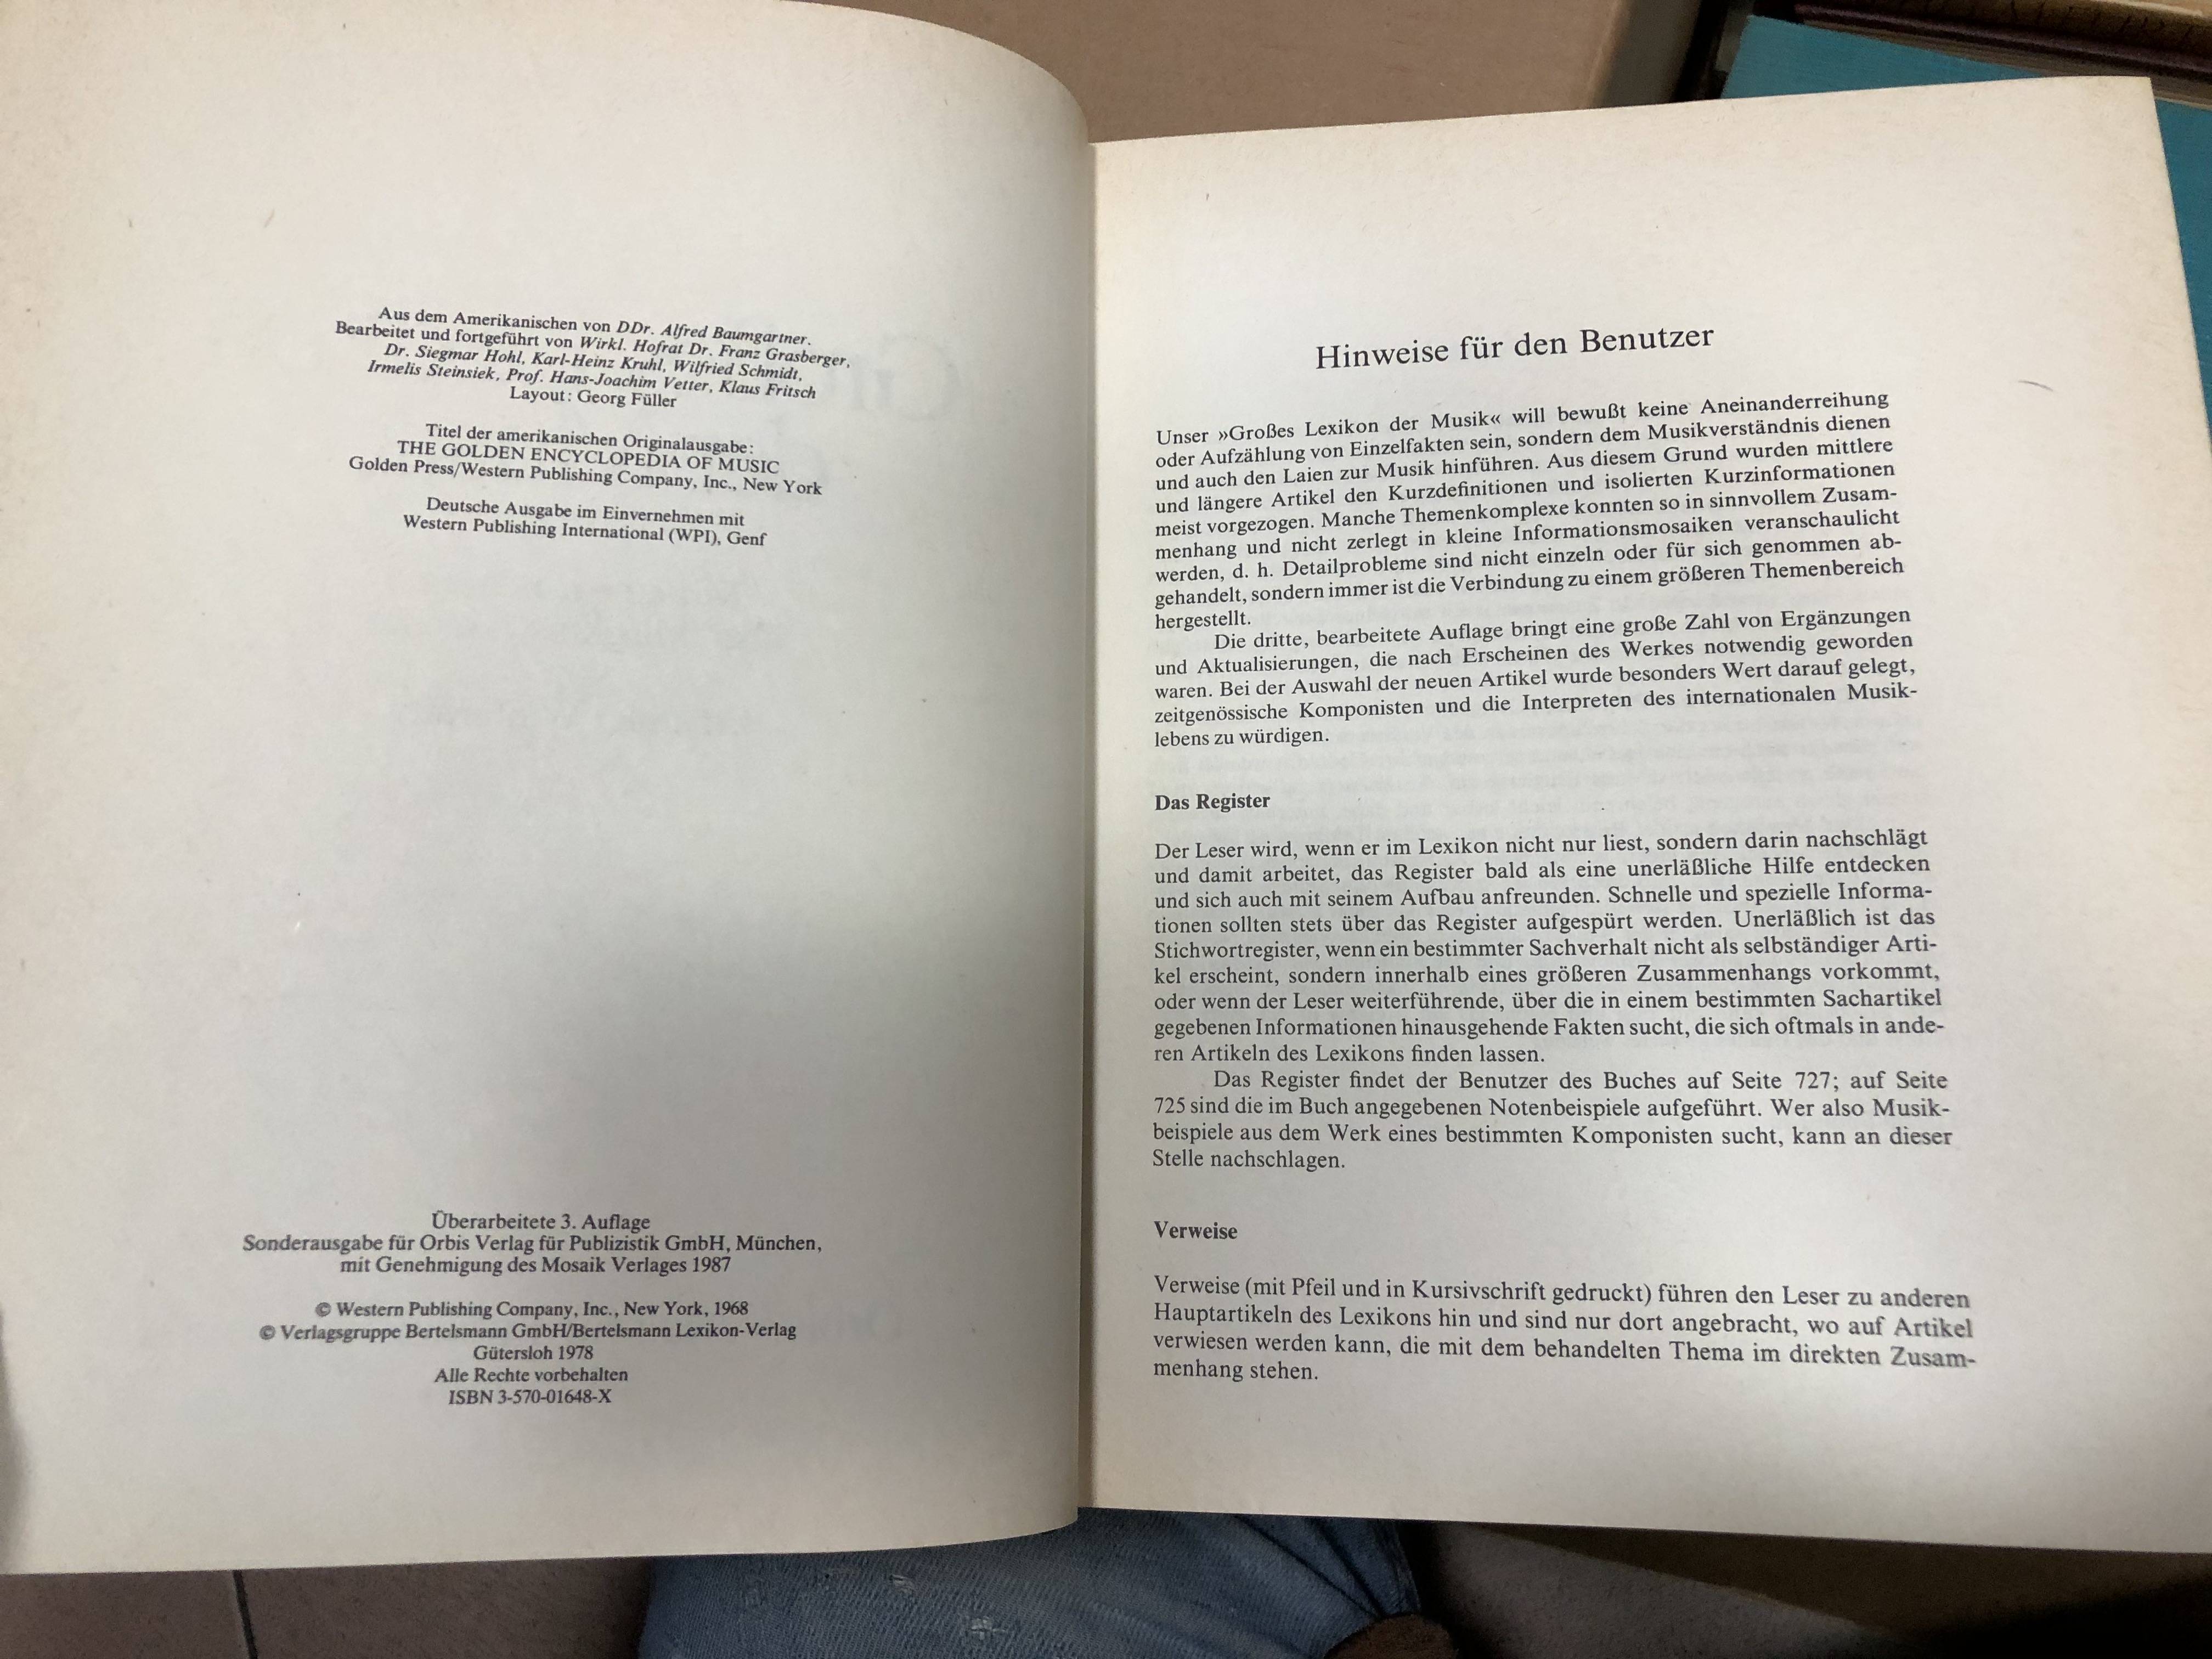 Aus dem Amerikanischen von DDr. Alfred Baumgartner.
Bearbeitet und fortgeführt von Wirkl. Hofrat Dr. Franz Grasberger,
Dr. Siegmar Hohl, Karl-Heinz Kruhl, Wilfried Schmidt,
Irmelis Steinsiek, Prof. Hans-Joachim Vetter, Klaus Fritsch
Layout: Georg Füller
Titel der amerikanischen Originalausgabe:
THE GOLDEN ENCYCLOPEDIA OF MUSIC
Golden Press/Western Publishing Company, Inc., New York
Deutsche Ausgabe im Einvernehmen mit
Western Publishing International (WPI), Genf
Überarbeitete 3. Auflage
Sonderausgabe für Orbis Verlag für Publizistik GmbH, München,
mit Genehmigung des Mosaik Verlages 1987
© Western Publishing Company, Inc., New York, 1968
© Verlagsgruppe Bertelsmann GmbH/Bertelsmann Lexikon-Verlag
Gütersloh 1978
Alle Rechte vorbehalten
ISBN 3-570-01648-X
Hinweise für den Benutzer
Unser »Großes Lexikon der Musik« will bewußt keine Aneinanderreihung
oder Aufzählung von Einzelfakten sein, sondern dem Musikverständnis dienen
und auch den Laien zur Musik hinführen. Aus diesem Grund wurden mittlere
und längere Artikel den Kurzdefinitionen und isolierten Kurzinformationen
meist vorgezogen. Manche Themenkomplexe konnten so in sinnvollem Zusam-
menhang und nicht zerlegt in kleine Informationsmosaiken veranschaulicht
werden, d. h. Detailprobleme sind nicht einzeln oder für sich genommen ab-
gehandelt, sondern immer ist die Verbindung zu einem größeren Themenbereich
hergestellt.
Die dritte, bearbeitete Auflage bringt eine große Zahl von Ergänzungen
und Aktualisierungen, die nach Erscheinen des Werkes notwendig geworden
waren. Bei der Auswahl der neuen Artikel wurde besonders Wert darauf gelegt,
zeitgenössische Komponisten und die Interpreten des internationalen Musik-
lebens zu würdigen.
Das Register
Der Leser wird, wenn er im Lexikon nicht nur liest, sondern darin nachschlägt
und damit arbeitet, das Register bald als eine unerläßliche Hilfe entdecken
und sich auch mit seinem Aufbau anfreunden. Schnelle und spezielle Informa-
tionen sollten stets über das Register aufgespürt werden. Unerläßlich ist das
Stichwortregister, wenn ein bestimmter Sachverhalt nicht als selbständiger Arti-
kel erscheint, sondern innerhalb eines größeren Zusammenhangs vorkommt,
oder wenn der Leser weiterführende, über die in einem bestimmten Sachartikel
gegebenen Informationen hinausgehende Fakten sucht, die sich oftmals in ande-
ren Artikeln des Lexikons finden lassen.
Das Register findet der Benutzer des Buches auf Seite 727; auf Seite
725 sind die im Buch angegebenen Notenbeispiele aufgeführt. Wer also Musik-
beispiele aus dem Werk eines bestimmten Komponisten sucht, kann an dieser
Stelle nachschlagen.
Verweise
Verweise (mit Pfeil und in Kursivschrift gedruckt) führen den Leser zu anderen
Hauptartikeln des Lexikons hin und sind nur dort angebracht, wo auf Artikel
verwiesen werden kann, die mit dem behandelten Thema im direkten Zusam-
menhang stehen.